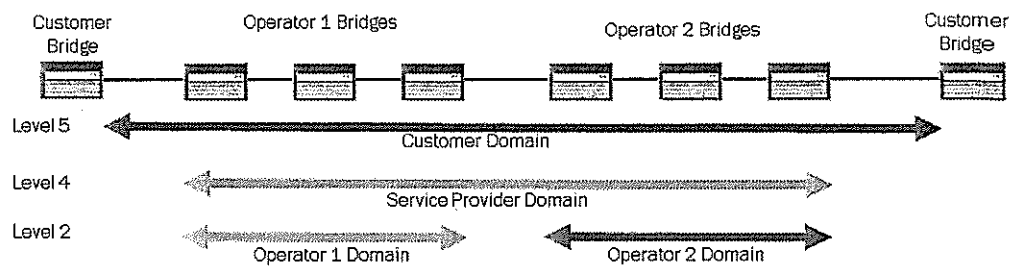 Customer
Bridge
Operator 1 Bridges
Operator 2 Bridges
Customer
Bridge
Level 5
Customer Domain
Level 4
Service Provider Domain
Level 2
Operator 1 Domain
Operator 2 Domain